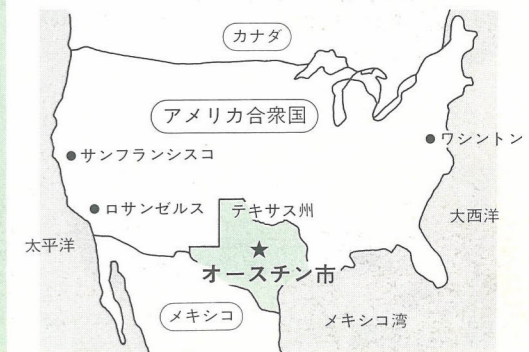 カナダ
アメリカ合衆国
ワシントン
サンフランシスコ
ロサンゼルス
テキサス州
大西洋
太平洋
オースチン市
メキシコ
メキシコ湾